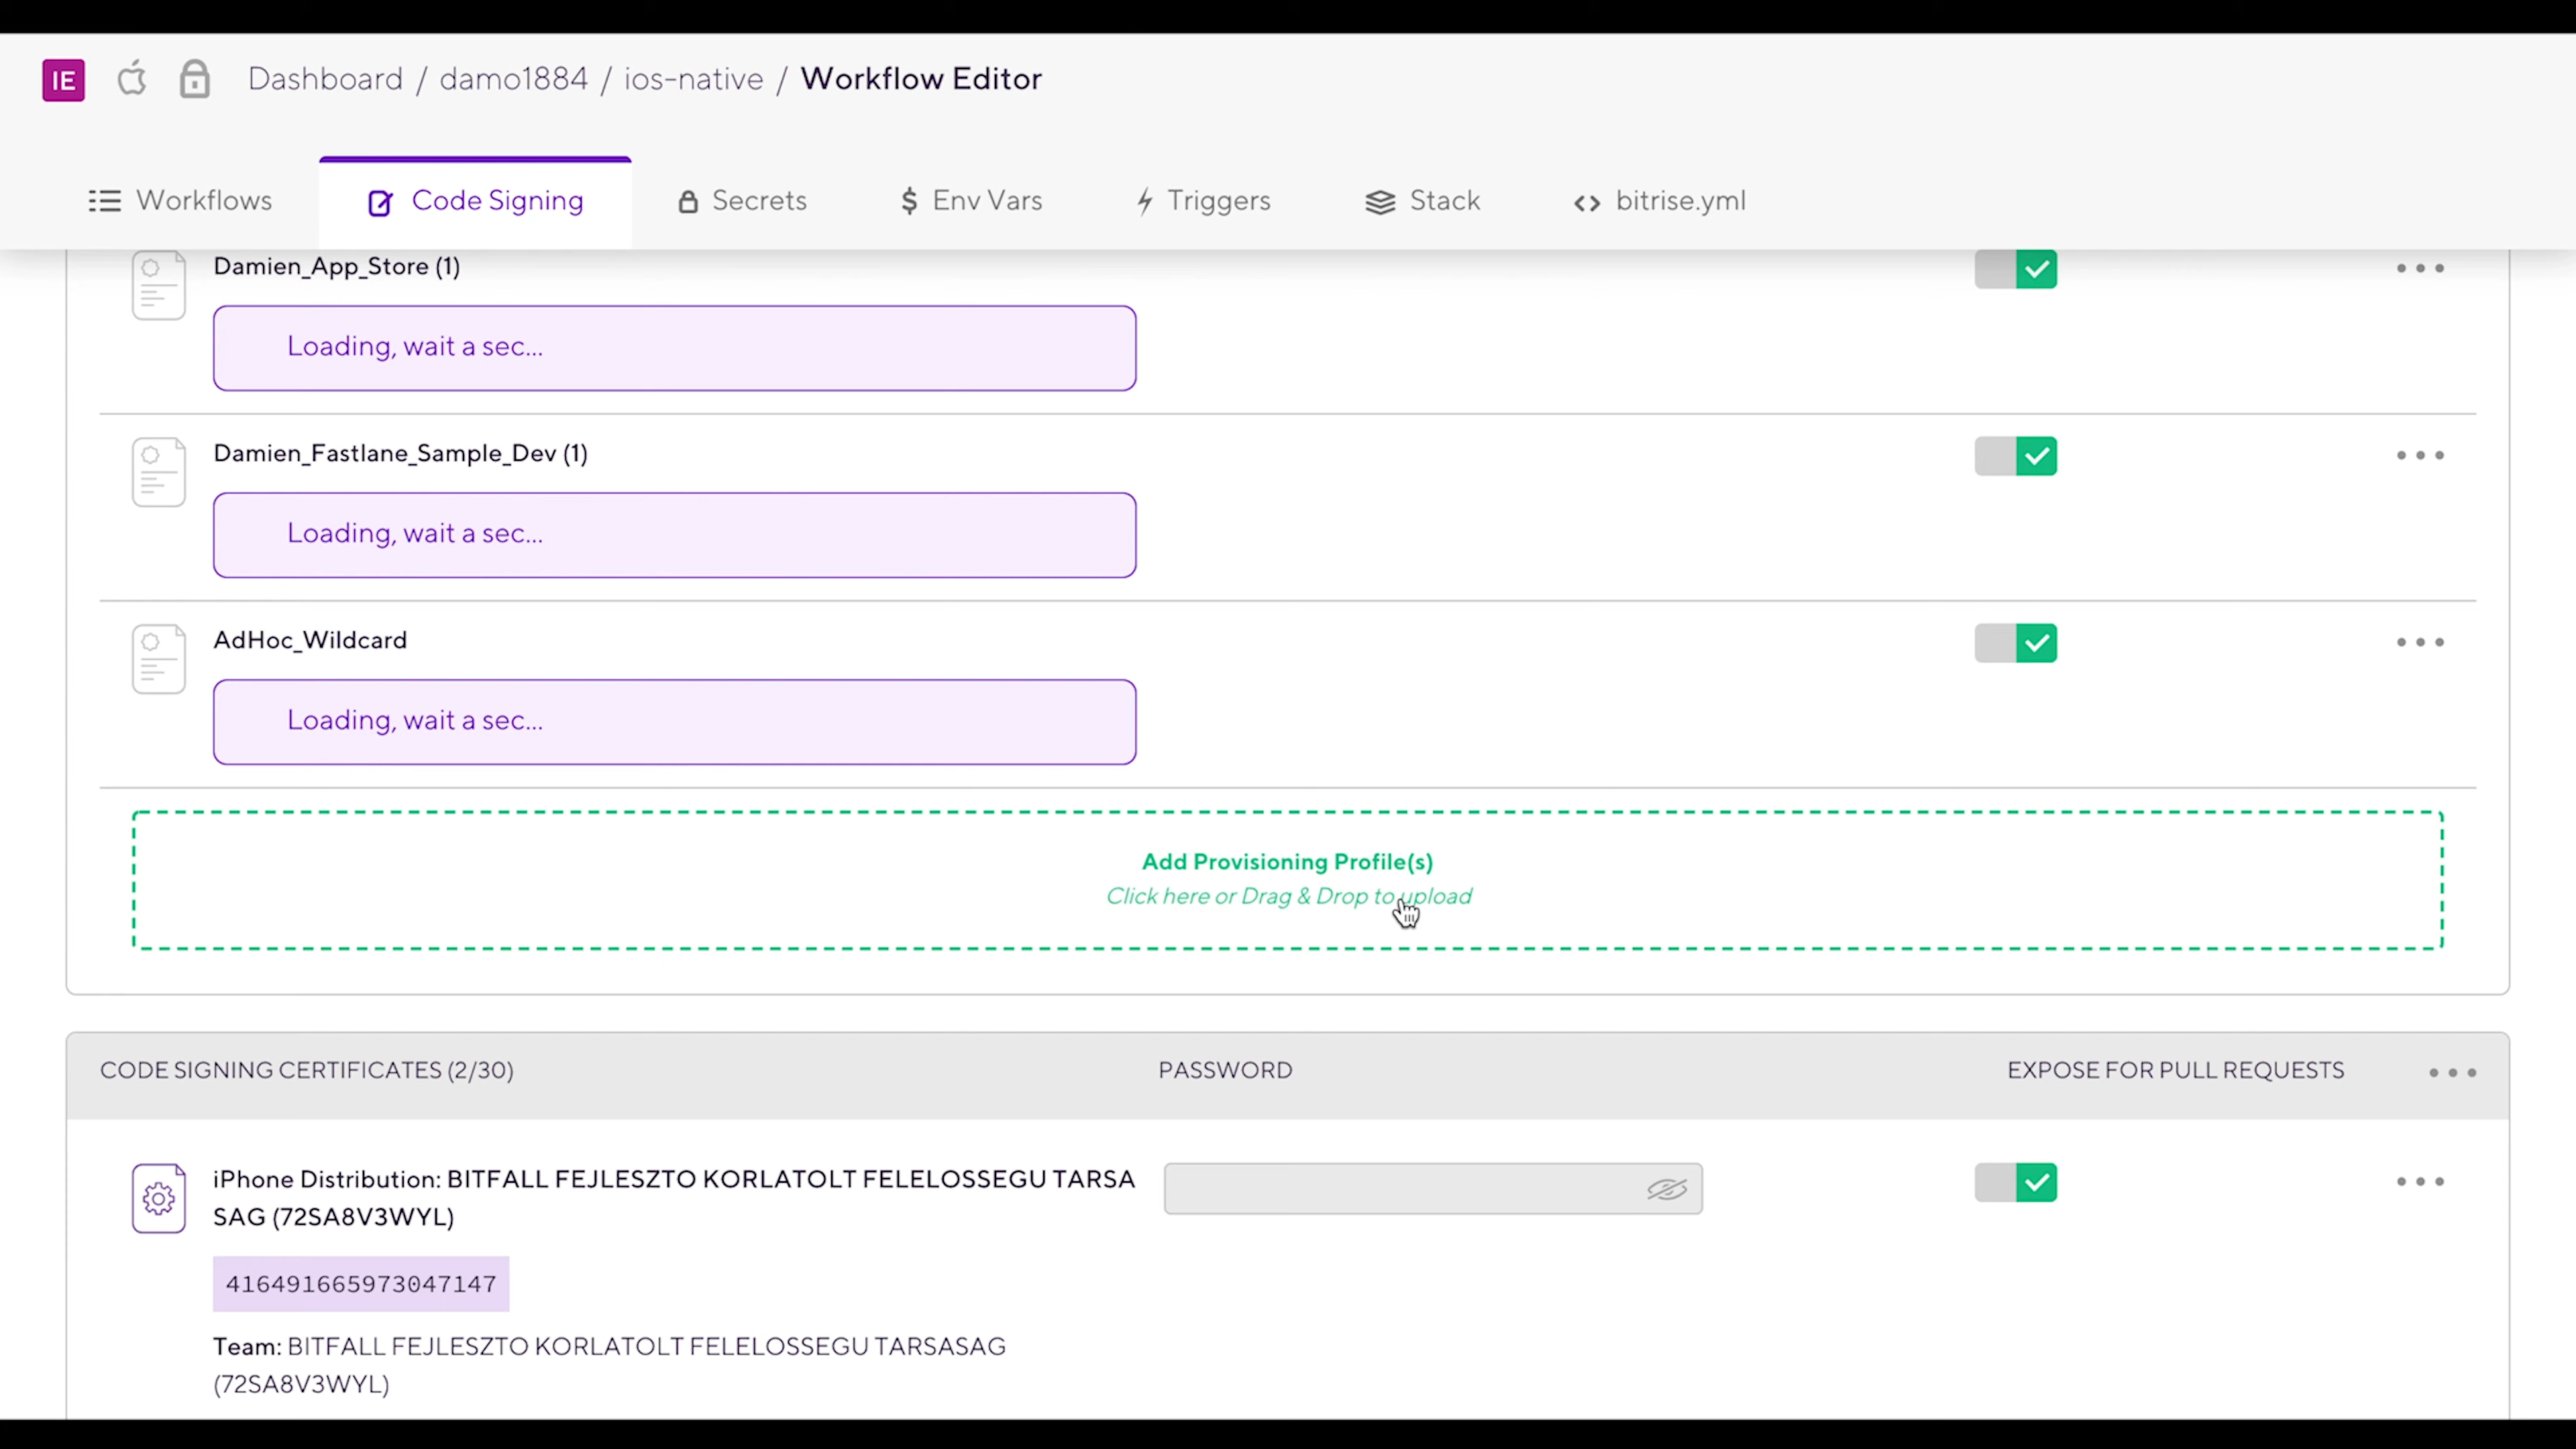 IE Dashboard / damo1884 / ios-native / Workflow Editor
Workflows Code Signing Secrets $ Env Vars Triggers Stack <> bitrise.yml
Damien_App_Store (1)
Loading, wait a sec...
Damien_Fastlane_Sample_Dev (1)
Loading, wait a sec...
AdHoc_Wildcard
Loading, wait a sec...
Add Provisioning Profile(s)
Click here or Drag & Drop to upload
CODE SIGNING CERTIFICATES (2/30) PASSWORD EXPOSE FOR PULL REQUESTS
iPhone Distribution: BITFALL FEJLESZTO KORLATOLT FELELOSSEGU TARSA
SAG (72SA8V3WYL)
416491665973047147
Team: BITFALL FEJLESZTO KORLATOLT FELELOSSEGU TARSASAG
(72SA8V3WYL)